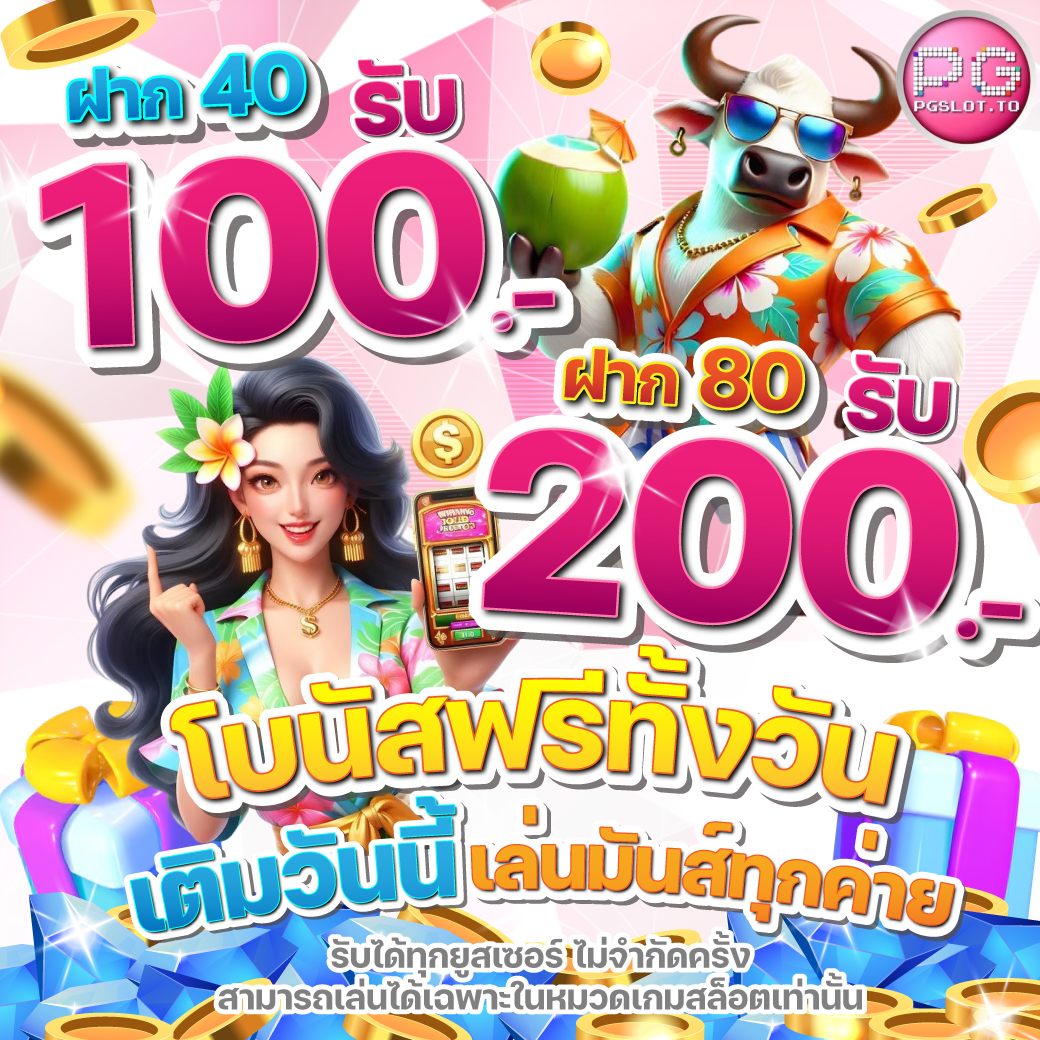 PG
PGSLOT.TO
ฝาก 40 รับ
100.-
ฝาก 80 รับ
200.-
โบนัสฟรีทั้งวัน
เติมวันนี้ เล่นมันส์ทุกค่าย
รับได้ทุกยูสเซอร์ ไม่จำกัดครั้ง
สามารถเล่นได้เฉพาะในหมวดเกมสล็อตเท่านั้น